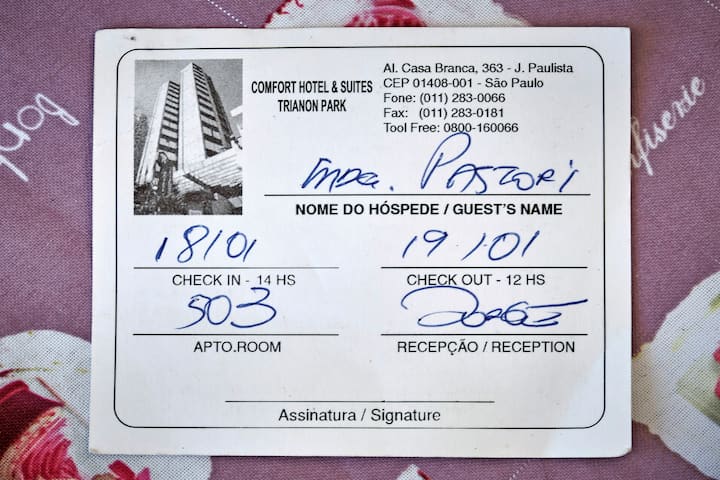 COMFORT HOTEL & SUITES
TRIANON PARK
Al. Casa Branca, 363 - J. Paulista
CEP 01408-001 - São Paulo
Fone: (011) 283-0066
Fax: (011) 283-0181
Tool Free: 0800-160066
PASTORI
NOME DO HÓSPEDE / GUEST'S NAME
18/01
19/01
CHECK IN - 14 HS
CHECK OUT - 12 HS
503
APTO.ROOM
RECEPÇÃO / RECEPTION
Assinatura / Signature